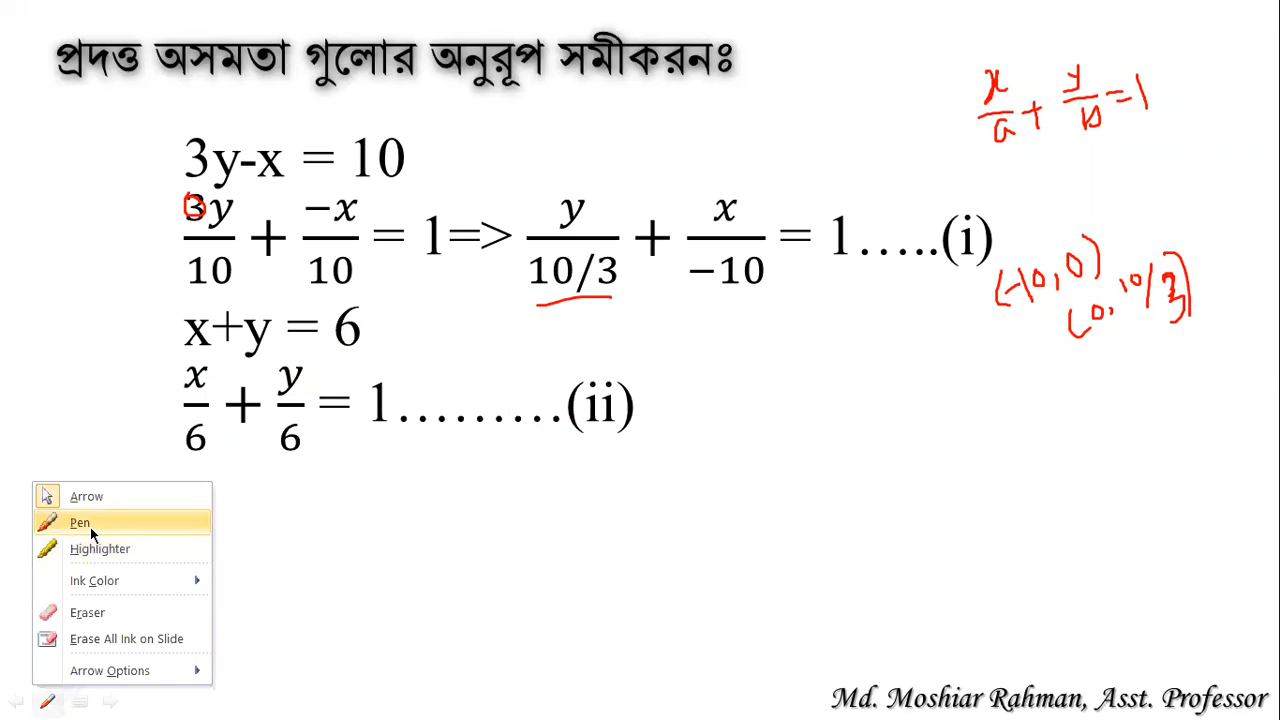 প্রদত্ত অসমতা গুলোর অনুরূপ সমীকরনঃ
x/a + y/b = 1
3y-x = 10
3y/10 + −x/10 = 1=> y/(10/3) + x/−10 = 1…..(i)
(-10, 0)
(0, 10/3)
x+y = 6
x/6 + y/6 = 1………(ii)
Arrow
Pen
Highlighter
Ink Color
Eraser
Erase All Ink on Slide
Arrow Options
Md. Moshiar Rahman, Asst. Professor